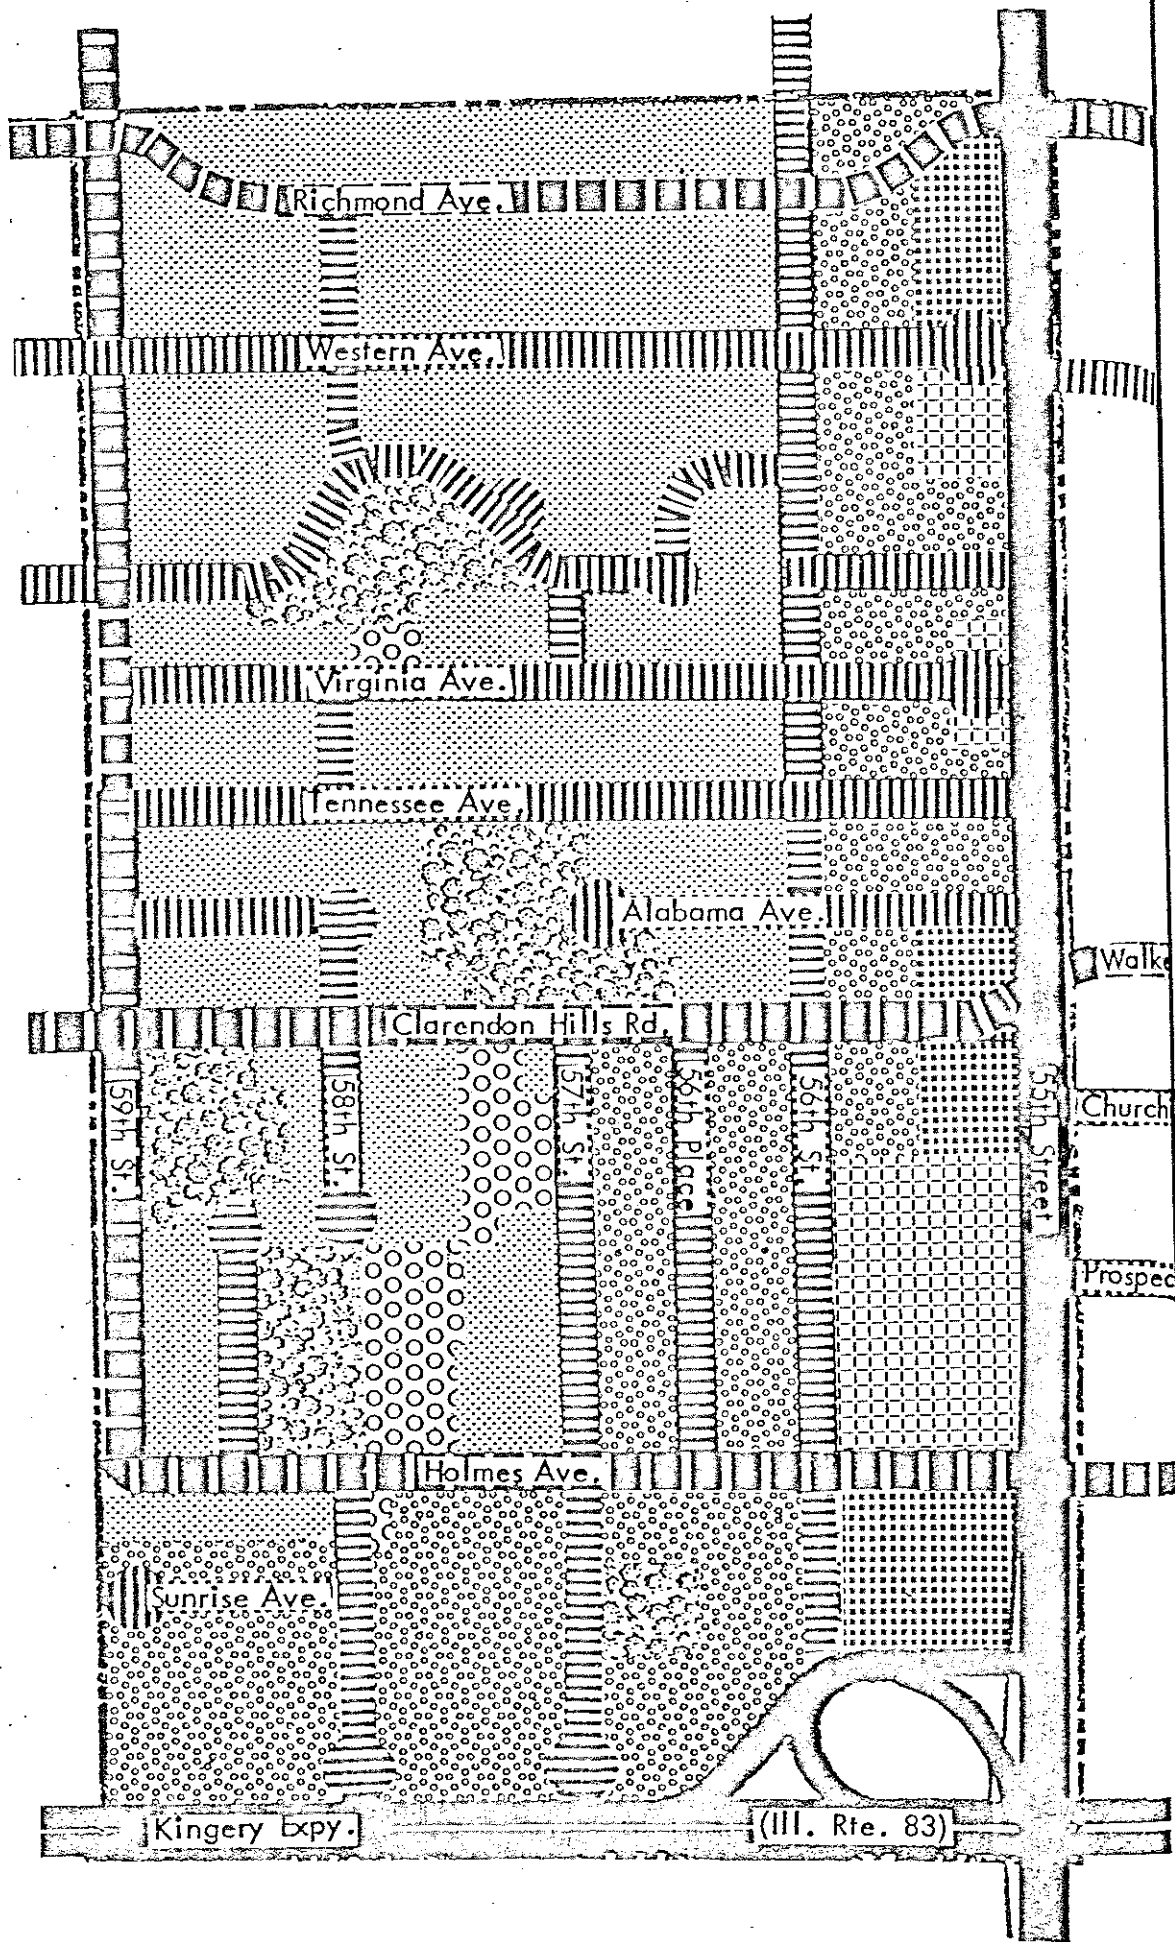 Richmond Ave.
Western Ave.
Virginia Ave.
Tennessee Ave.
Alabama Ave.
Walke
Clarendon Hills Rd.
59th St.
58th St.
57th St.
56th Place
56th St.
55th Street
Church
Prospec
Holmes Ave.
Sunrise Ave.
Kingery Expy.
(Ill. Rte. 83)